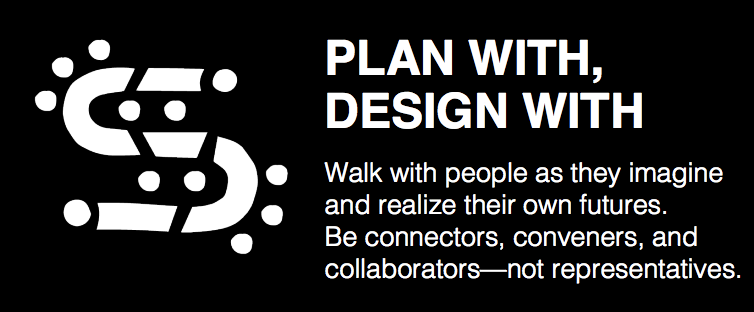 PLAN WITH,
DESIGN WITH
Walk with people as they imagine
and realize their own futures.
Be connectors, conveners, and
collaborators—not representatives.